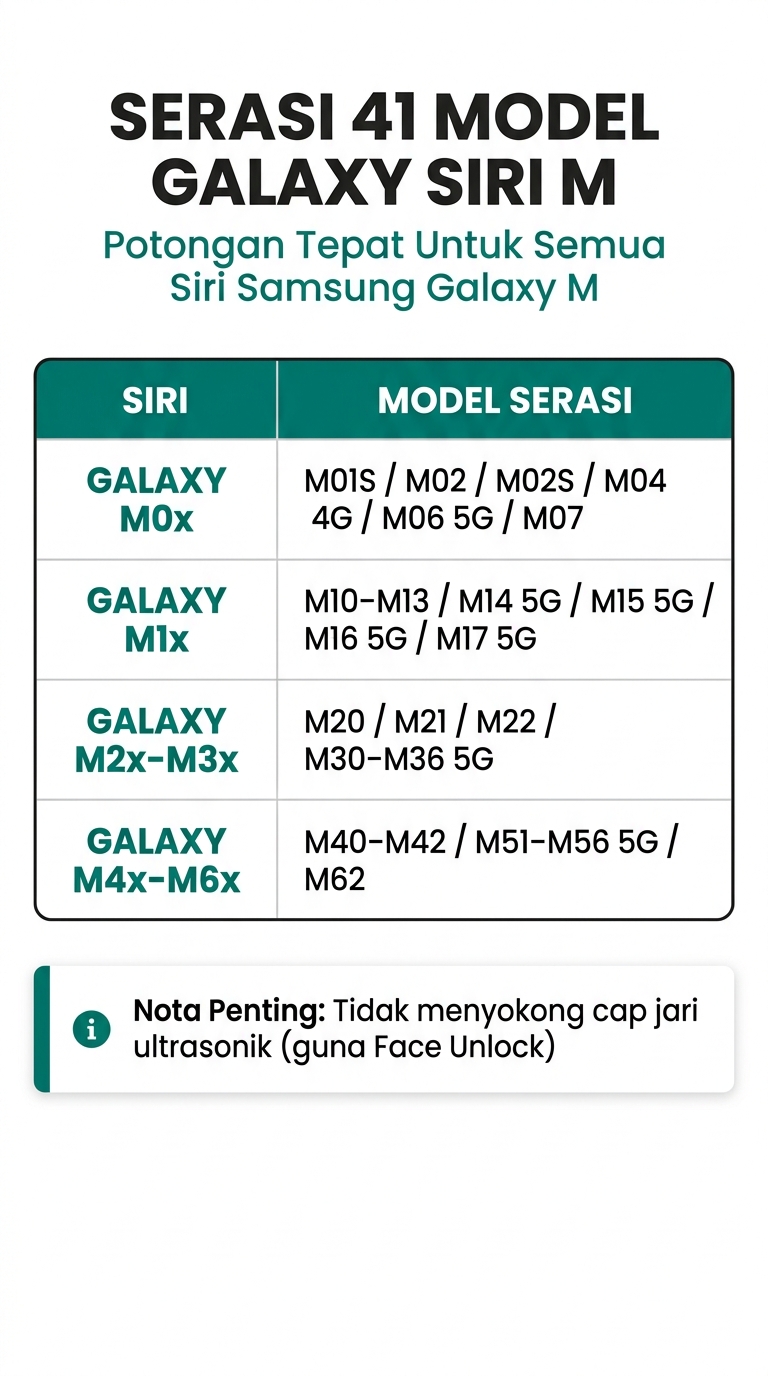 SERASI 41 MODEL
GALAXY SIRI M
Potongan Tepat Untuk Semua
Siri Samsung Galaxy M
SIRI
MODEL SERASI
GALAXY
M0x
M01S / M02 / M02S / M04
4G / M06 5G / M07
GALAXY
M1x
M10–M13 / M14 5G / M15 5G /
M16 5G / M17 5G
GALAXY
M2x–M3x
M20 / M21 / M22 /
M30–M36 5G
GALAXY
M4x–M6x
M40–M42 / M51–M56 5G /
M62
Nota Penting: Tidak menyokong cap jari
ultrasonik (guna Face Unlock)